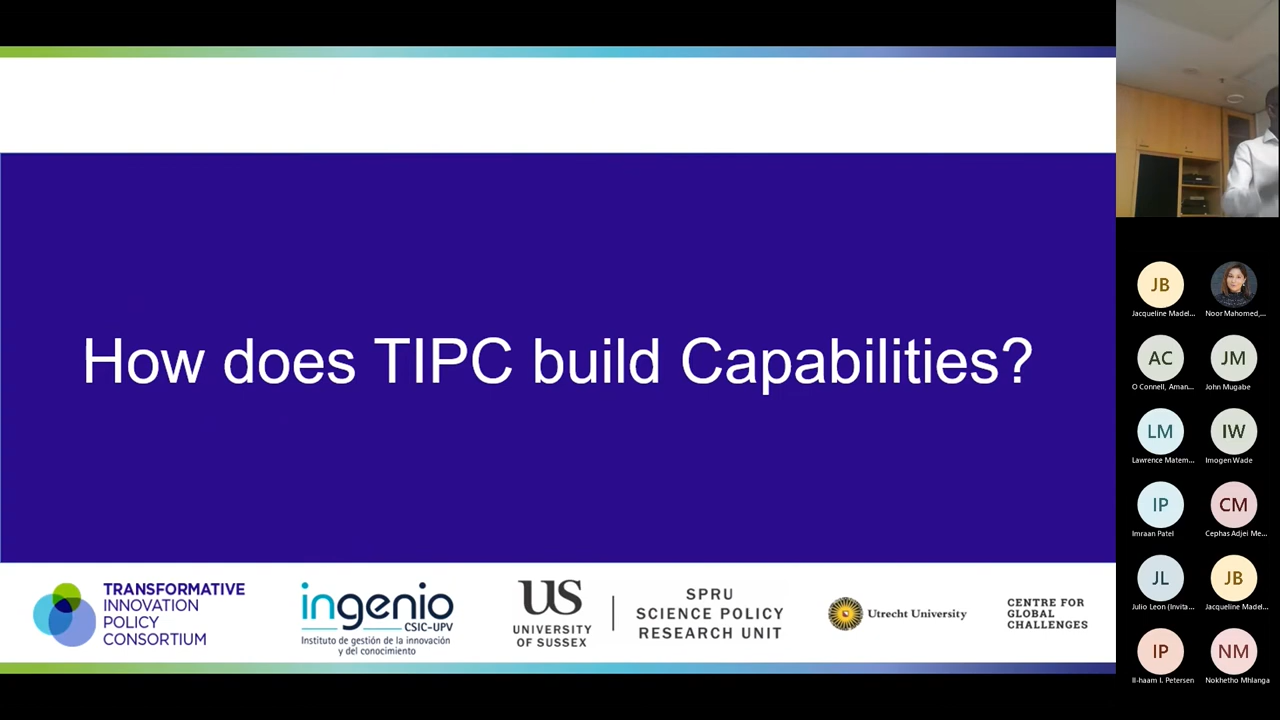 How does TIPC build Capabilities?
TRANSFORMATIVE
INNOVATION
POLICY
CONSORTIUM
ingenio
CSIC-UPV
Instituto de gestión de la innovación
y del conocimiento
US
UNIVERSITY
OF SUSSEX
SPRU
SCIENCE POLICY
RESEARCH UNIT
Utrecht University
CENTRE FOR
GLOBAL
CHALLENGES
JB
Jacqueline Madel...
Noor Mahomed,...
AC
O Connell, Aman...
JM
John Mugabe
LM
Lawrence Matem...
IW
Imogen Wade
IP
Imraan Patel
CM
Cephas Adjei Me...
JL
Julio Leon (Invita...
JB
Jacqueline Madel...
IP
Il-haam I. Petersen
NM
Nokhetho Mhlanga